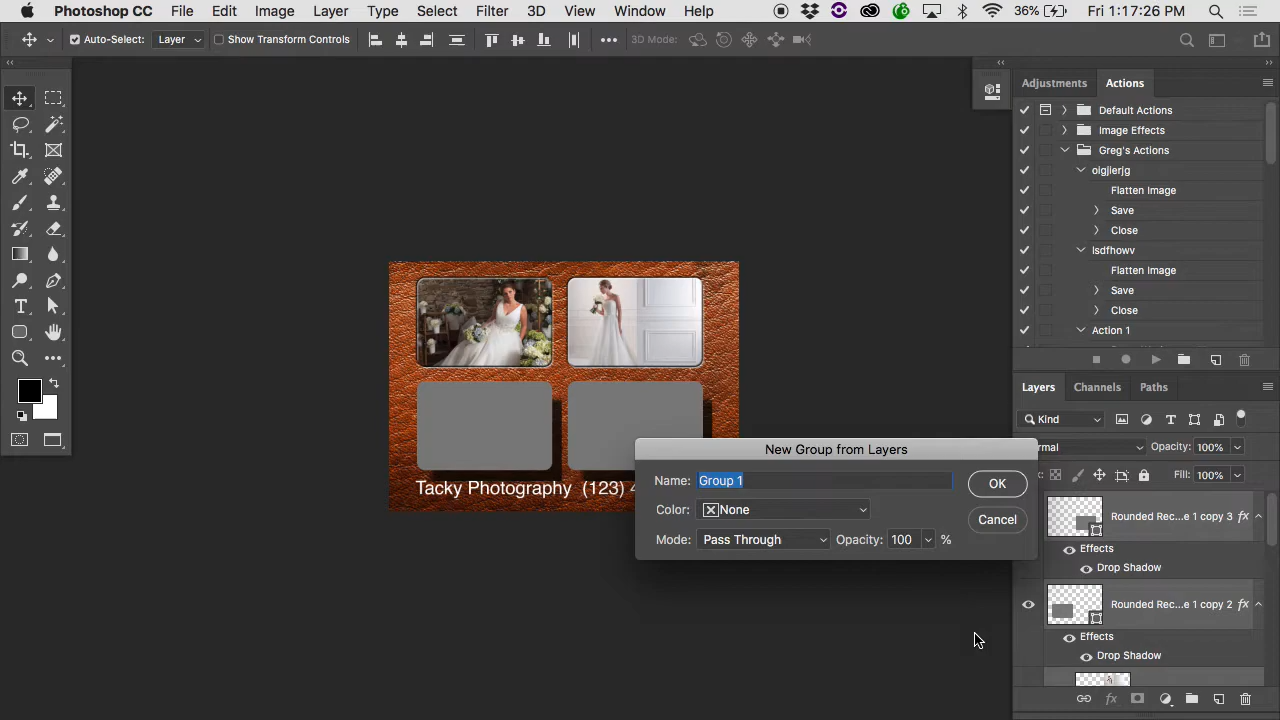 Photoshop CC File Edit Image Layer Type Select Filter 3D View Window Help 36% Fri 1:17:26 PM
Auto-Select: Layer Show Transform Controls 3D Mode:
Adjustments Actions
Default Actions
Image Effects
Greg's Actions
olgjlerjg
Flatten Image
Save
Close
lsdfhowv
Flatten Image
Save
Close
Action 1
Layers Channels Paths
Kind
Opacity: 100%
Fill: 100%
Rounded Rec...e 1 copy 3 fx
Effects
Drop Shadow
Rounded Rec...e 1 copy 2 fx
Effects
Drop Shadow
fx
New Group from Layers
Name: Group 1 OK
Color: None Cancel
Mode: Pass Through Opacity: 100 %
Tacky Photography (123)